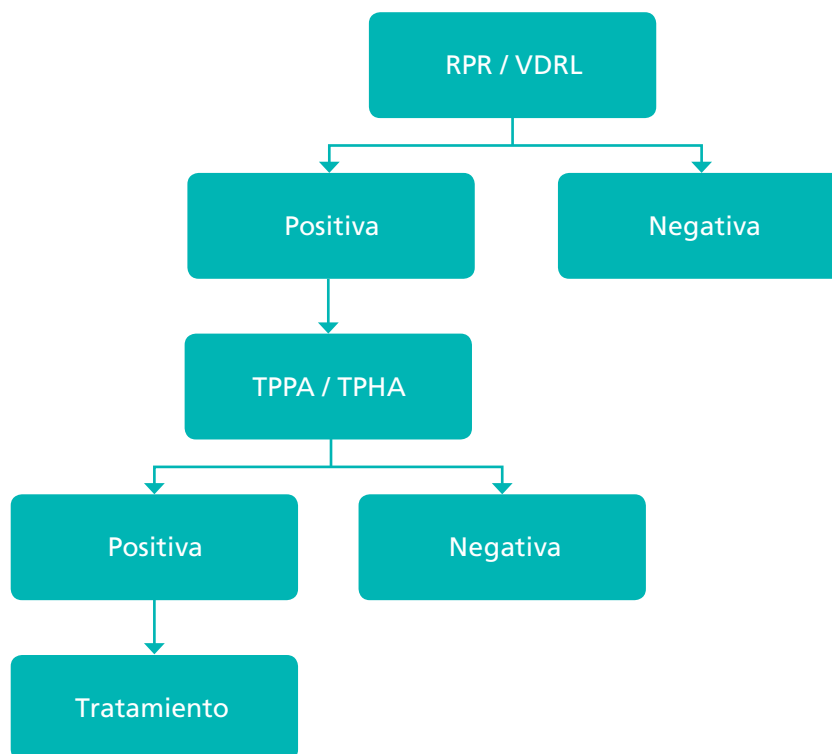 RPR / VDRL
Positiva
Negativa
TPPA / TPHA
Positiva
Negativa
Tratamiento